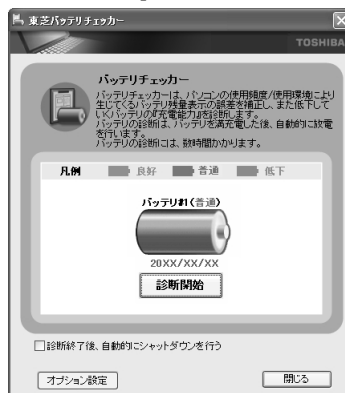 東芝バッテリチェッカー
TOSHIBA
バッテリチェッカー
バッテリチェッカーは、パソコンの使用頻度/使用環境により
生じてくるバッテリ残量表示の誤差を補正し、また低下して
いくバッテリの『充電能力』を診断します。
バッテリの診断は、バッテリを満充電した後、自動的に放電
を行います。
バッテリの診断には、数時間かかります。
凡例 良好 普通 低下
バッテリ#1(普通)
20XX/XX/XX
診断開始
診断終了後、自動的にシャットダウンを行う
オプション設定 閉じる